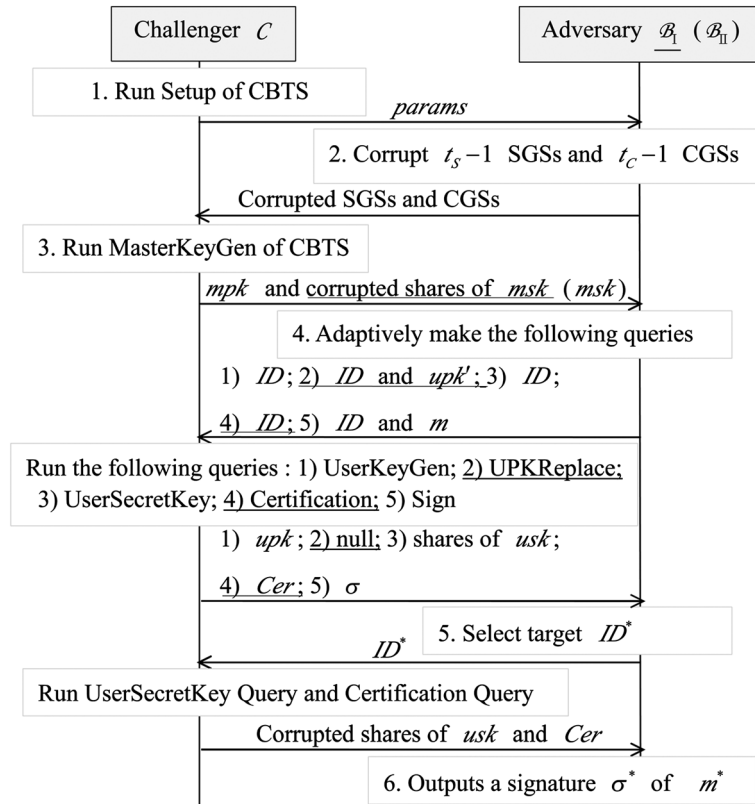 Challenger C
Adversary ℬ_I (ℬ_II)
1. Run Setup of CBTS
params
2. Corrupt t_S−1 SGSs and t_C−1 CGSs
Corrupted SGSs and CGSs
3. Run MasterKeyGen of CBTS
mpk and corrupted shares of msk (msk)
4. Adaptively make the following queries
1) ID; 2) ID and upk′; 3) ID;
4) ID; 5) ID and m
Run the following queries : 1) UserKeyGen; 2) UPKReplace;
3) UserSecretKey; 4) Certification; 5) Sign
1) upk; 2) null; 3) shares of usk;
4) Cer; 5) σ
5. Select target ID*
ID*
Run UserSecretKey Query and Certification Query
Corrupted shares of usk and Cer
6. Outputs a signature σ* of m*